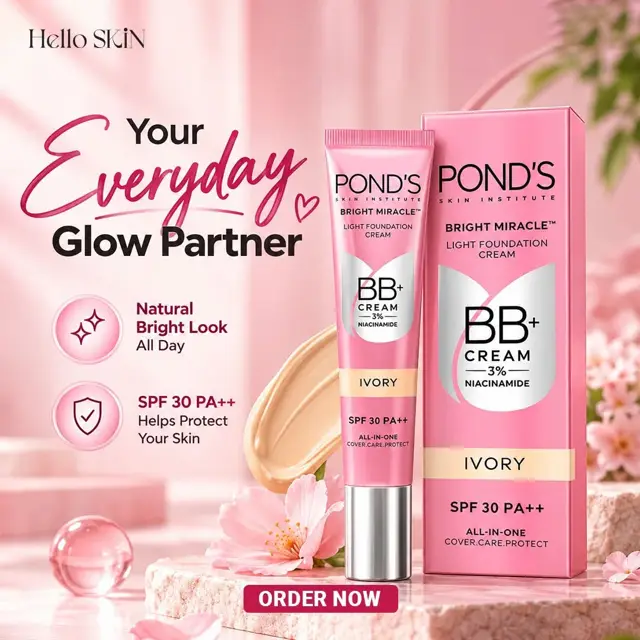 Hello SKiN
Your
Everyday
Glow Partner
Natural
Bright Look
All Day
SPF 30 PA++
Helps Protect
Your Skin
POND'S
SKIN INSTITUTE
BRIGHT MIRACLE™
LIGHT FOUNDATION
CREAM
BB+
CREAM
3%
NIACINAMIDE
IVORY
SPF 30 PA++
ALL-IN-ONE
COVER.CARE.PROTECT
POND'S
SKIN INSTITUTE
BRIGHT MIRACLE™
LIGHT FOUNDATION
CREAM
BB+
CREAM
3%
NIACINAMIDE
IVORY
SPF 30 PA++
ALL-IN-ONE
COVER.CARE.PROTECT
ORDER NOW